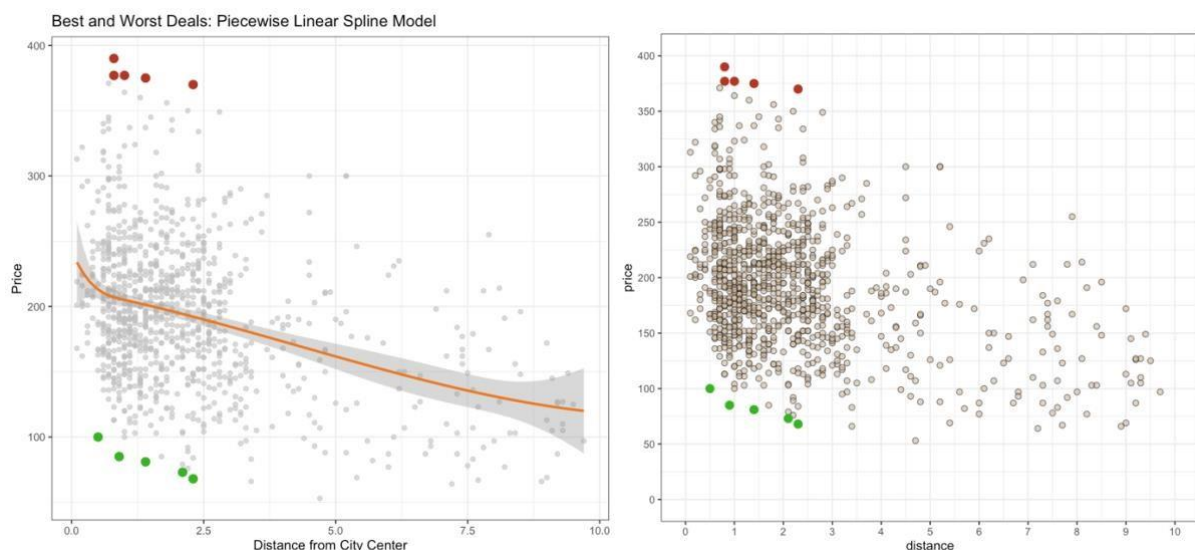 Best and Worst Deals: Piecewise Linear Spline Model
400
300
200
100
Price
0.0 2.5 5.0 7.5 10.0
Distance from City Center
400
350
300
250
200
150
100
50
0
price
0 1 2 3 4 5 6 7 8 9 10
distance